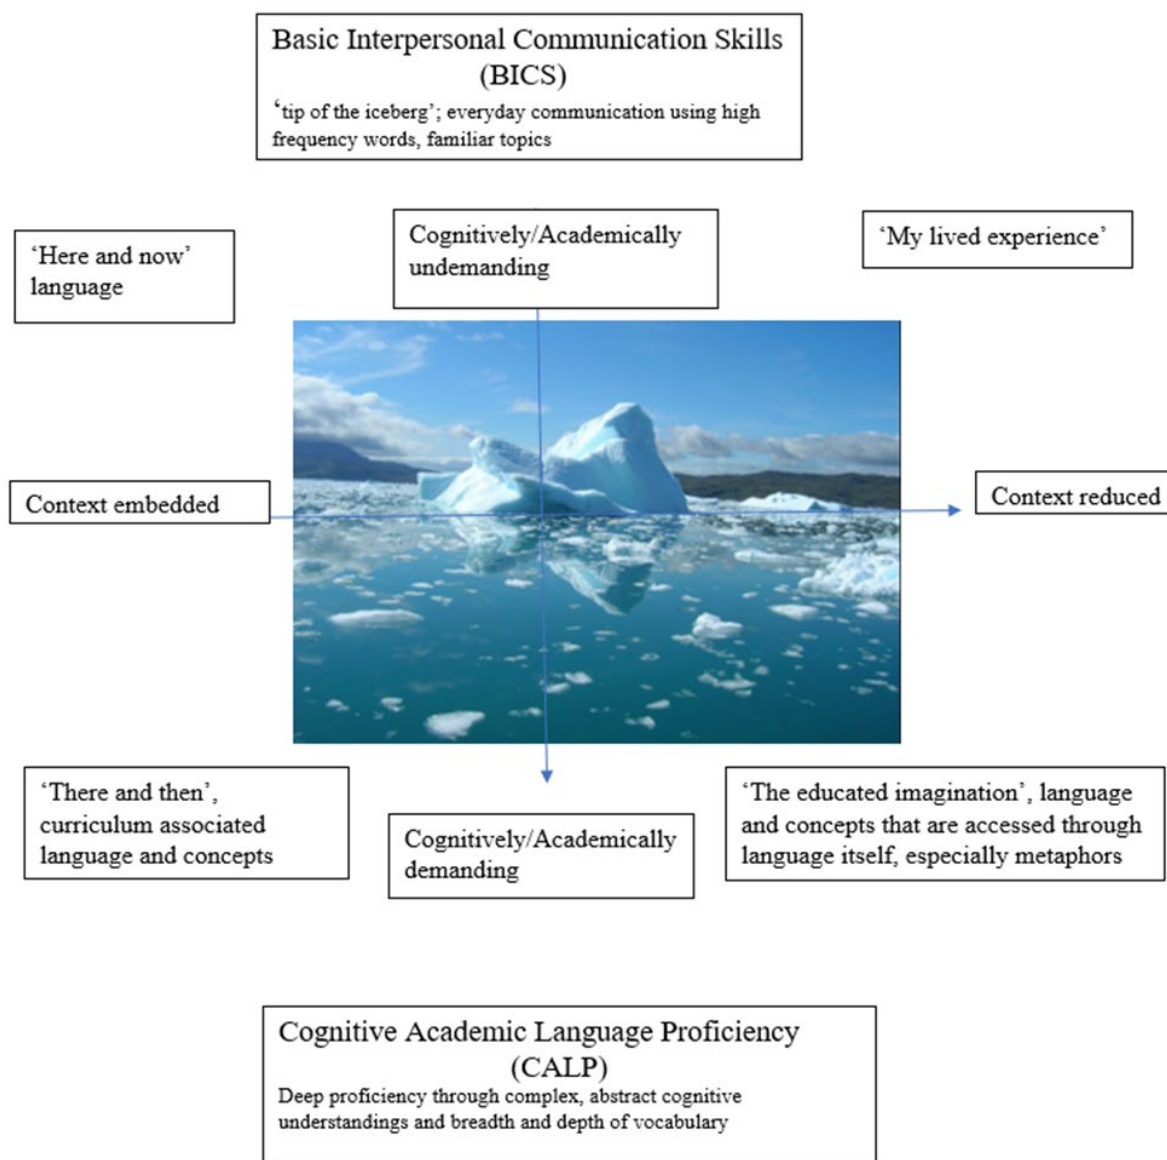 Basic Interpersonal Communication Skills
(BICS)
‘tip of the iceberg’; everyday communication using high
frequency words, familiar topics
‘Here and now’
language
Cognitively/Academically
undemanding
‘My lived experience’
Context embedded
Context reduced
‘There and then’,
curriculum associated
language and concepts
Cognitively/Academically
demanding
‘The educated imagination’, language
and concepts that are accessed through
language itself, especially metaphors
Cognitive Academic Language Proficiency
(CALP)
Deep proficiency through complex, abstract cognitive
understandings and breadth and depth of vocabulary